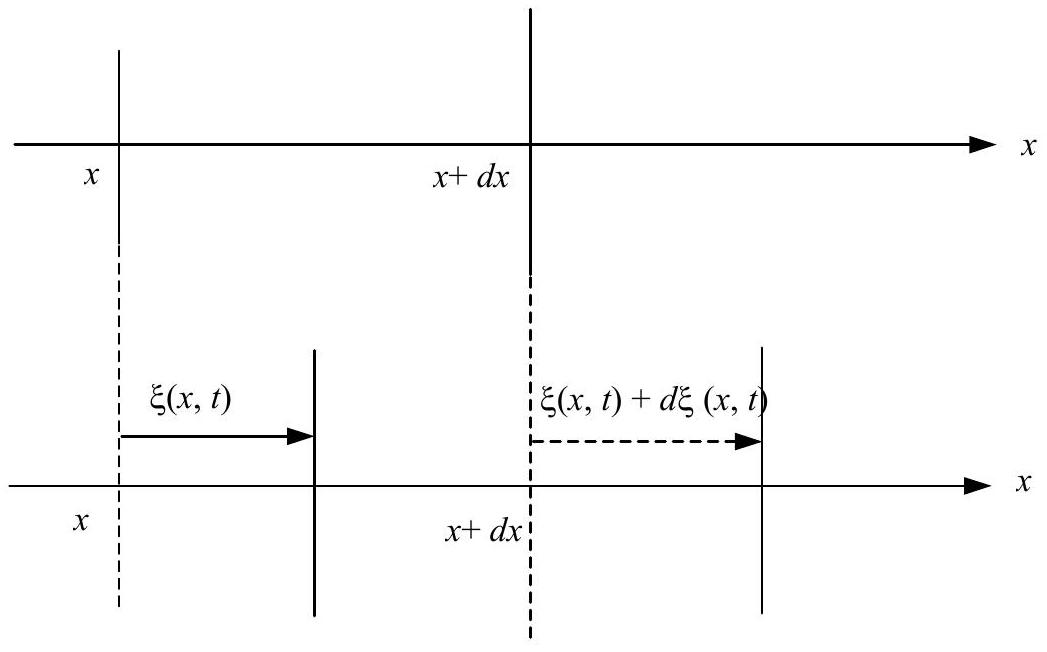 x
x
x+ dx
ξ(x, t)
ξ(x, t) + dξ (x, t)
x
x
x+ dx